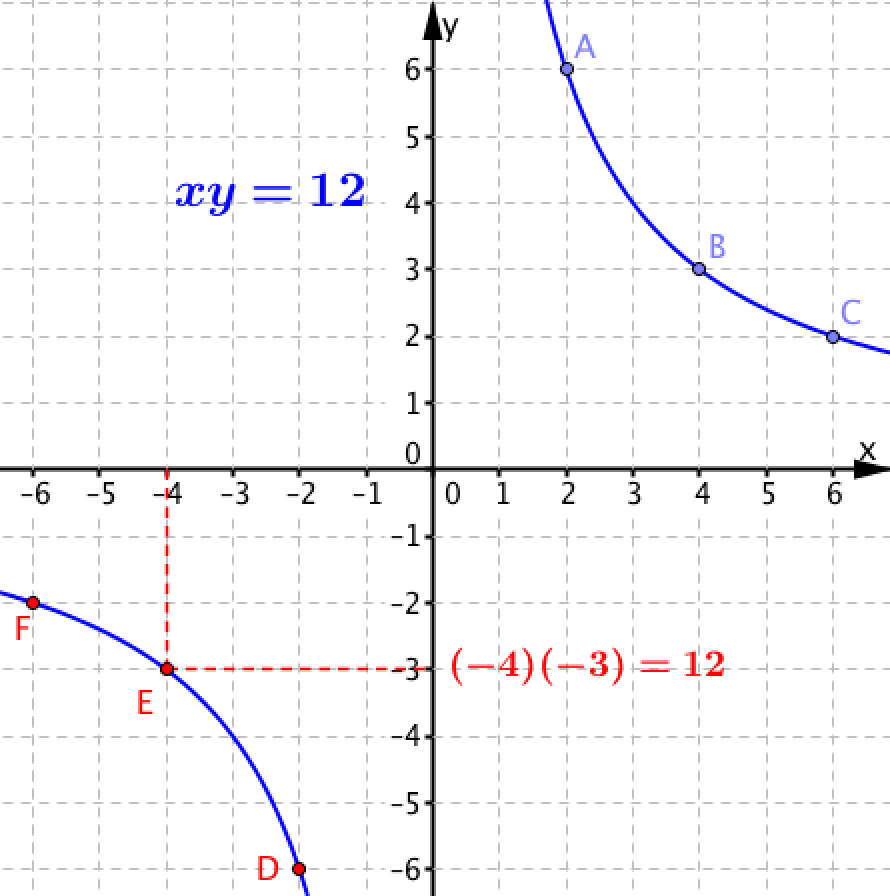 y
A
6
5
xy = 12
4
B
3
C
2
1
0
x
–6 –5 –4 –3 –2 –1 0 1 2 3 4 5 6
–1
–2
F
–3 (−4)(−3) = 12
E
–4
–5
D
–6